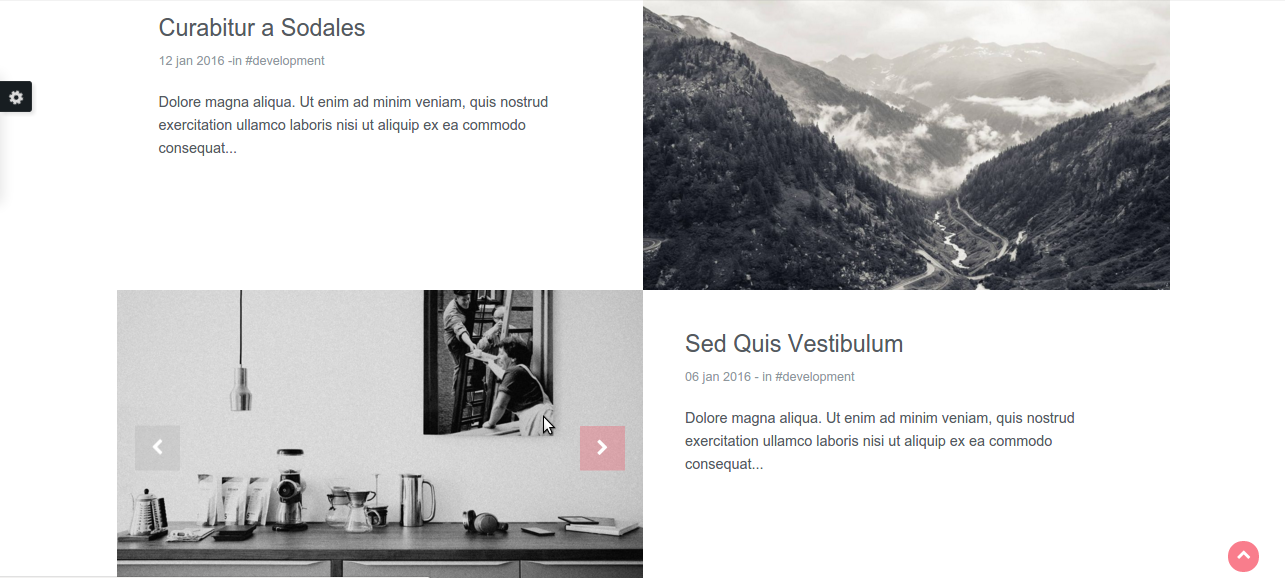 Curabitur a Sodales
12 jan 2016 -in #development
Dolore magna aliqua. Ut enim ad minim veniam, quis nostrud
exercitation ullamco laboris nisi ut aliquip ex ea commodo
consequat...
Sed Quis Vestibulum
06 jan 2016 - in #development
Dolore magna aliqua. Ut enim ad minim veniam, quis nostrud
exercitation ullamco laboris nisi ut aliquip ex ea commodo
consequat...